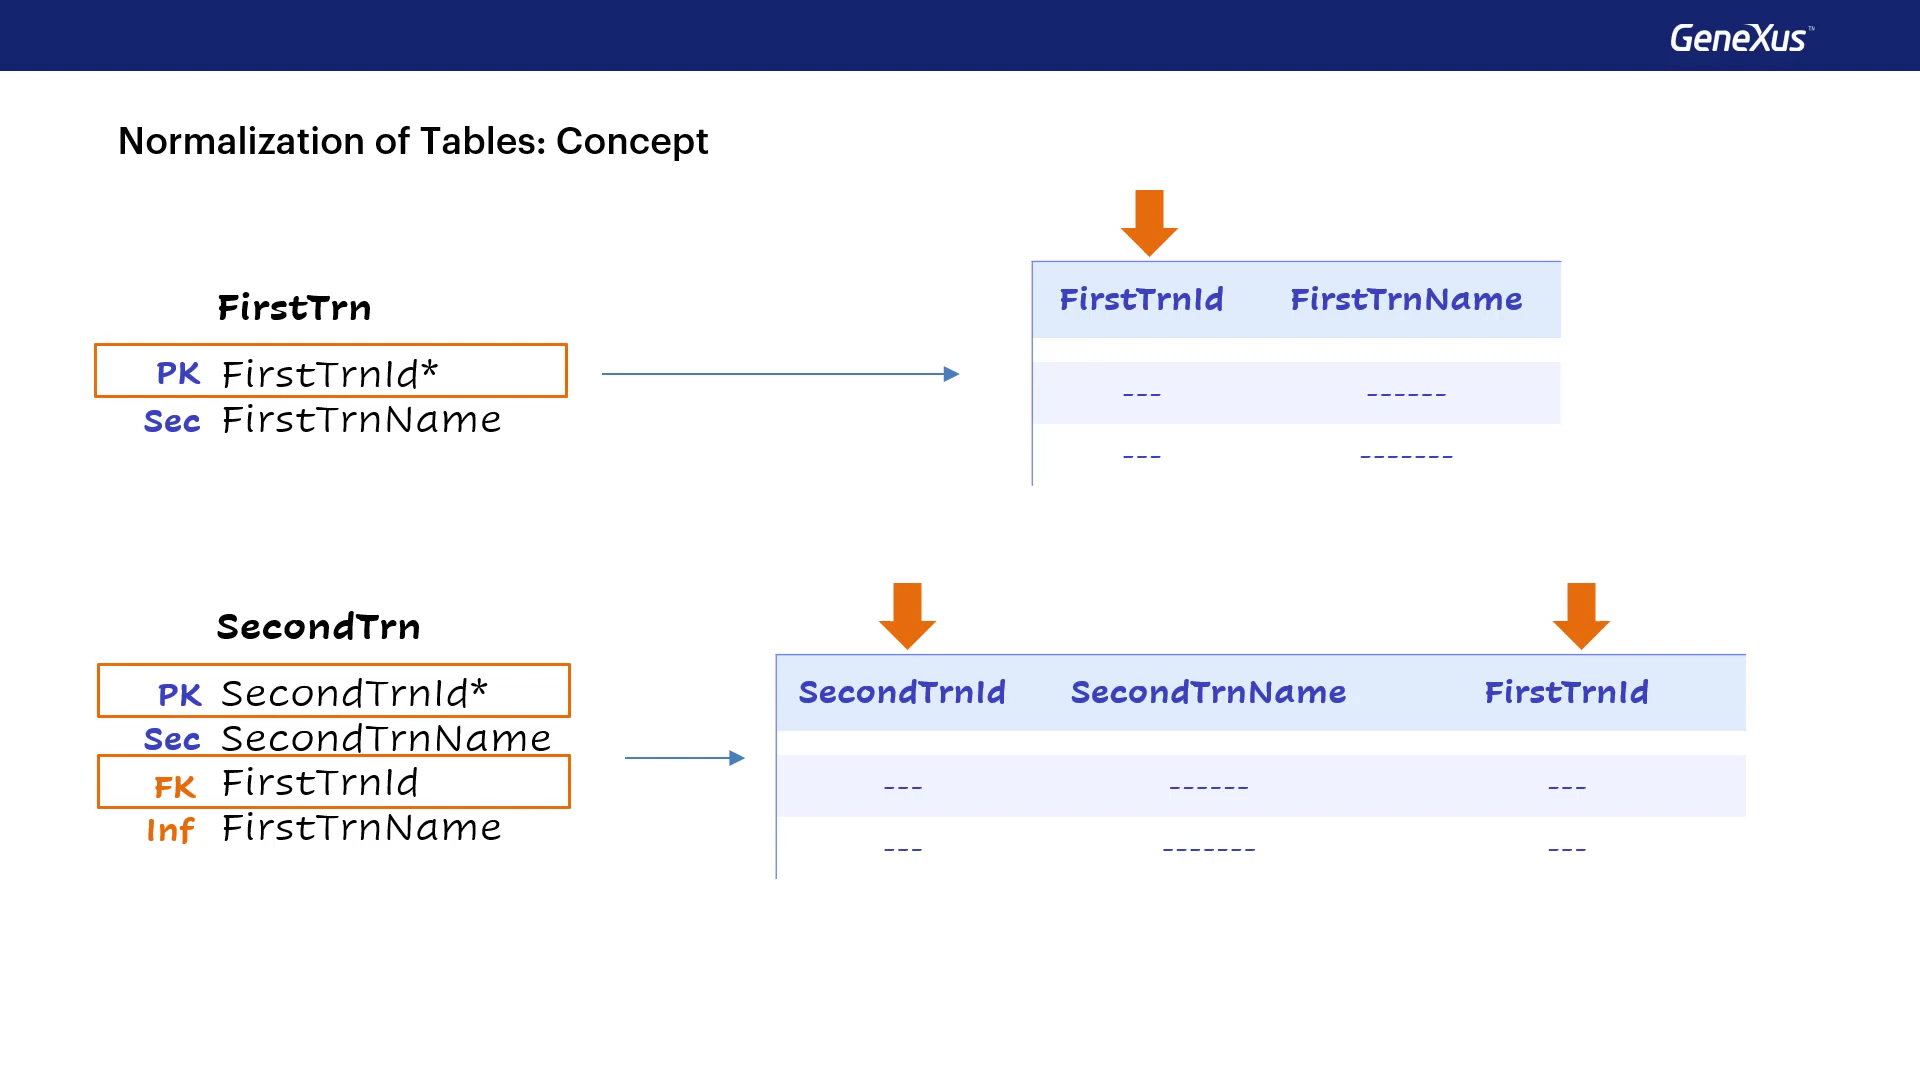 GeneXus™
Normalization of Tables: Concept
FirstTrn
PK FirstTrnId*
Sec FirstTrnName
FirstTrnId FirstTrnName
--- ------
--- -------
SecondTrn
PK SecondTrnId*
Sec SecondTrnName
FK FirstTrnId
Inf FirstTrnName
SecondTrnId SecondTrnName FirstTrnId
--- ------ ---
--- ------- ---